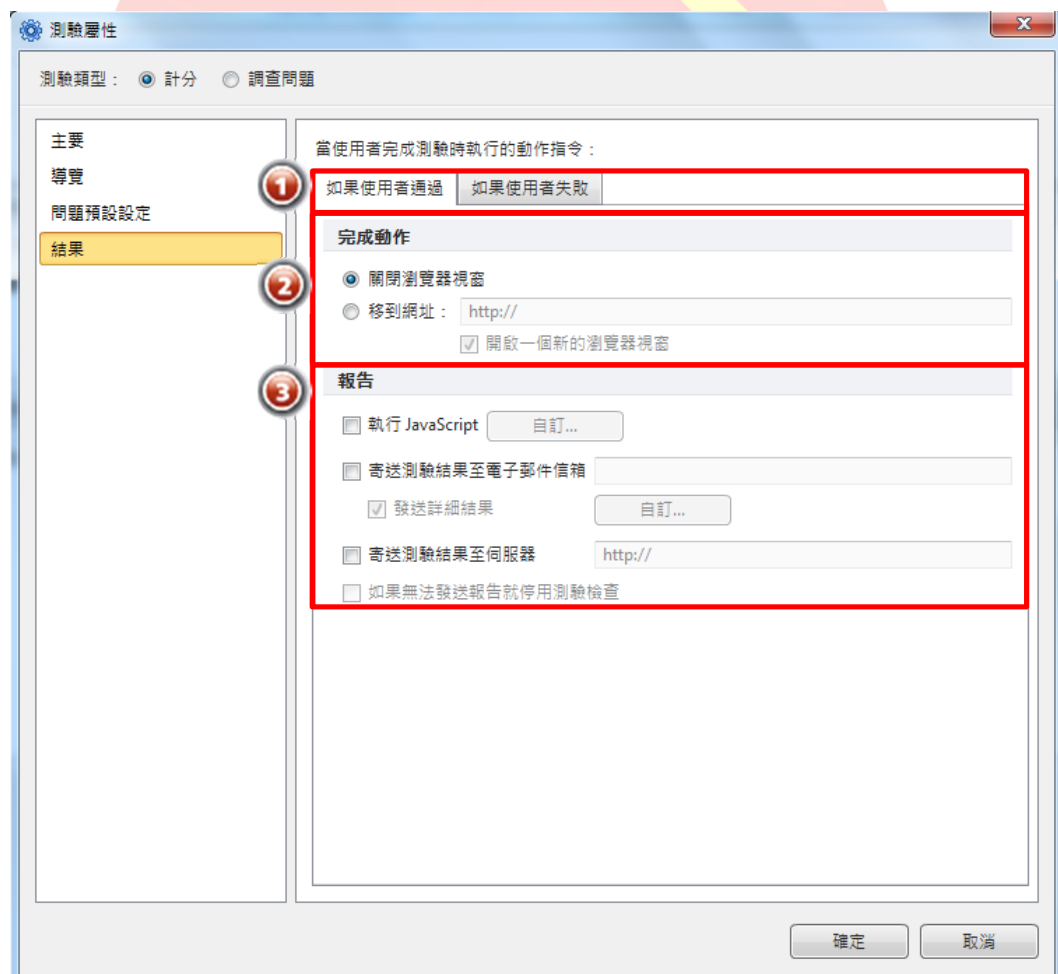 測驗屬性
測驗類型： 計分 調查問題
主要
導覽
問題預設設定
結果
當使用者完成測驗時執行的動作指令：
1
如果使用者通過 如果使用者失敗
完成動作
2
關閉瀏覽器視窗
移到網址： http://
開啟一個新的瀏覽器視窗
3
報告
執行 JavaScript 自訂...
寄送測驗結果至電子郵件信箱
發送詳細結果 自訂...
寄送測驗結果至伺服器 http://
如果無法發送報告就停用測驗檢查
確定 取消